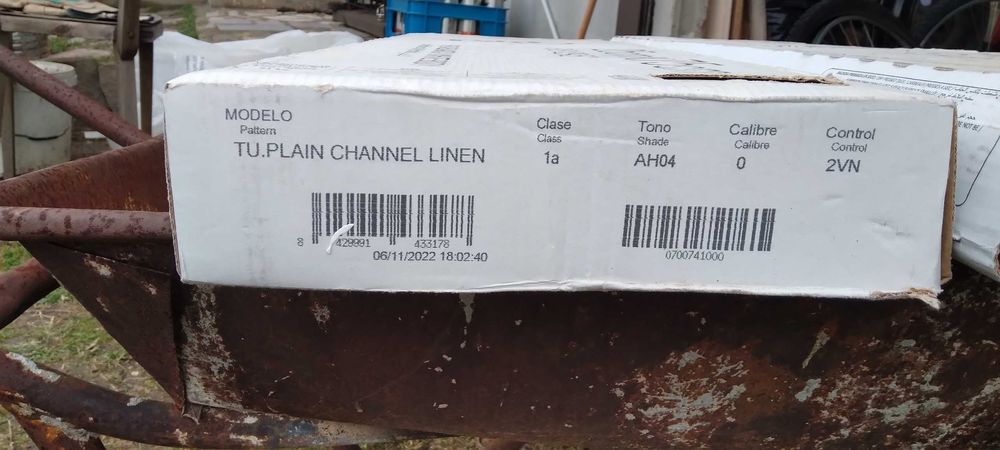 MODELO
Pattern
TU.PLAIN CHANNEL LINEN
Clase
Class
1a
Tono
Shade
AH04
Calibre
Calibre
0
Control
Control
2VN
8 429991 433178
06/11/2022 18:02:40
0700741000